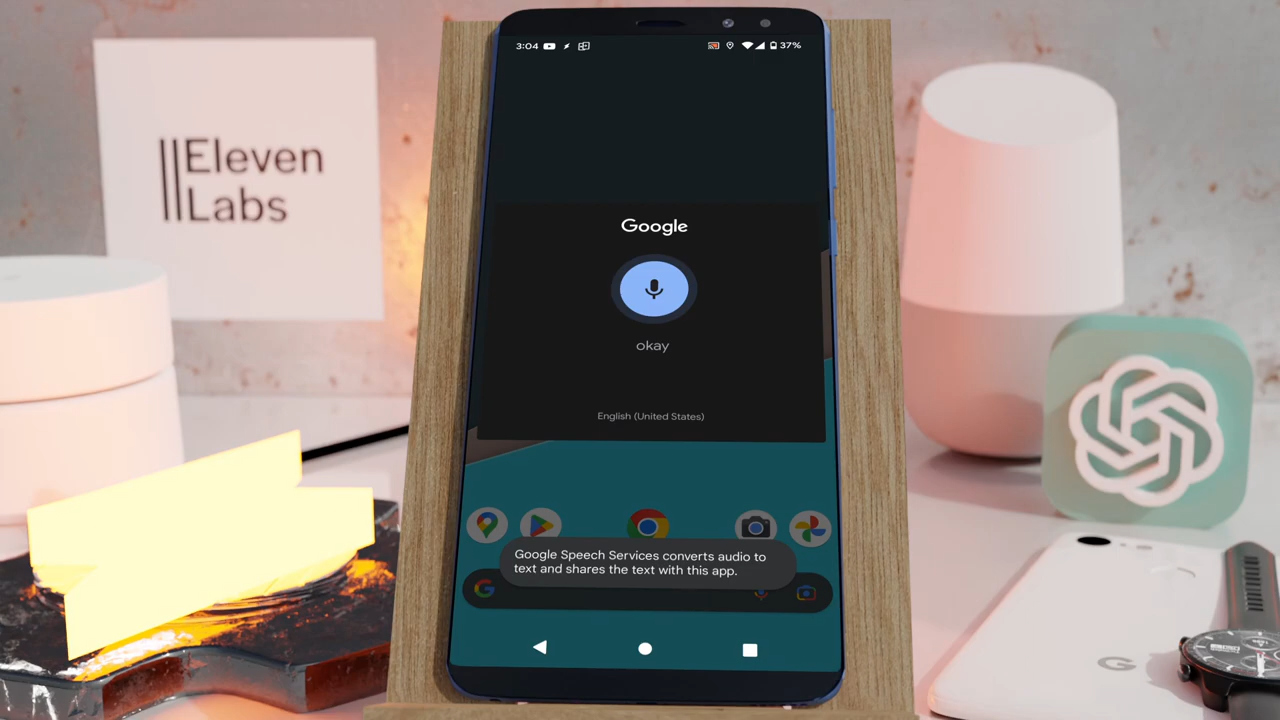 3:04
37%
Eleven
Labs
Google
okay
English (United States)
Google Speech Services converts audio to
text and shares the text with this app.
G